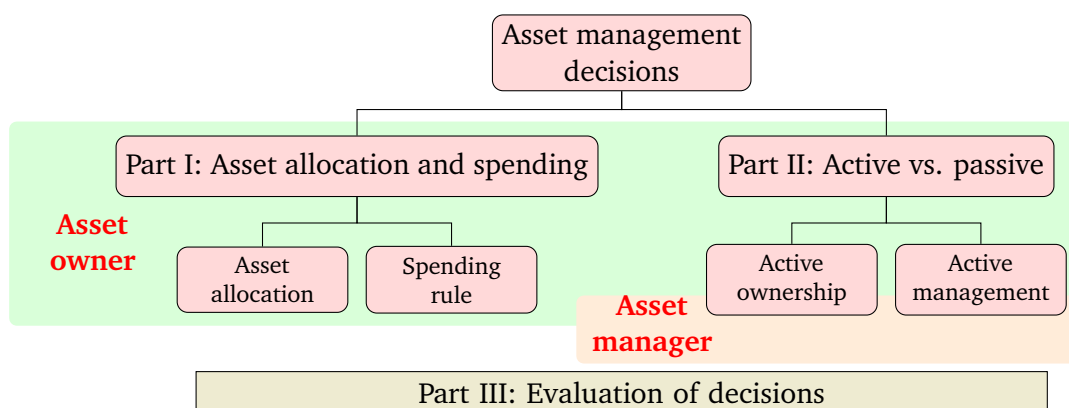 Asset management
decisions
Part I: Asset allocation and spending
Part II: Active vs. passive
Asset
owner
Asset
allocation
Spending
rule
Active
ownership
Active
management
Asset
manager
Part III: Evaluation of decisions